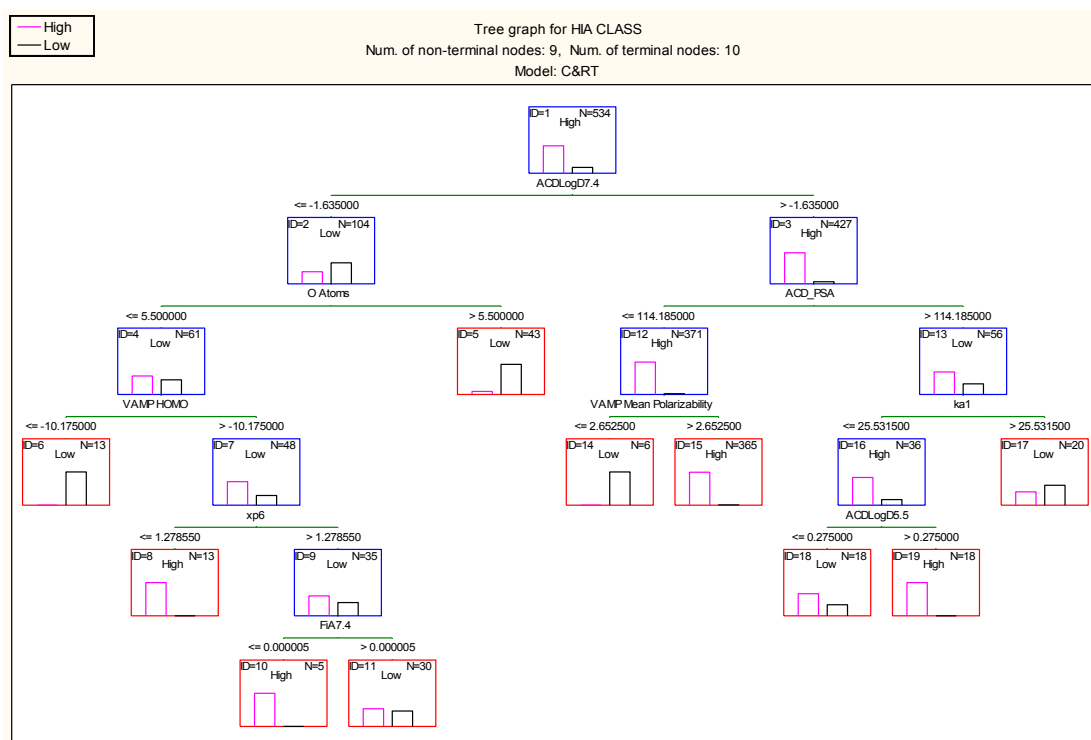 High
Low
Tree graph for HIA CLASS
Num. of non-terminal nodes: 9, Num. of terminal nodes: 10
Model: C&RT
ID=1 N=534
High
ACDLogD7.4
<= -1.635000 > -1.635000
ID=2 N=104 ID=3 N=427
Low High
O Atoms ACD_PSA
<= 5.500000 > 5.500000 <= 114.185000 > 114.185000
ID=4 N=61 ID=5 N=43 ID=12 N=371 ID=13 N=56
Low Low High Low
VAMP HOMO VAMP Mean Polarizability ka1
<= -10.175000 > -10.175000 <= 2.652500 > 2.652500 <= 25.531500 > 25.531500
ID=6 N=13 ID=7 N=48 ID=14 N=6 ID=15 N=365 ID=16 N=36 ID=17 N=20
Low Low Low High High Low
xp6 ACDLogD5.5
<= 1.278550 > 1.278550 <= 0.275000 > 0.275000
ID=8 N=13 ID=9 N=35 ID=18 N=18 ID=19 N=18
High Low Low High
FiA7.4
<= 0.000005 > 0.000005
ID=10 N=5 ID=11 N=30
High Low